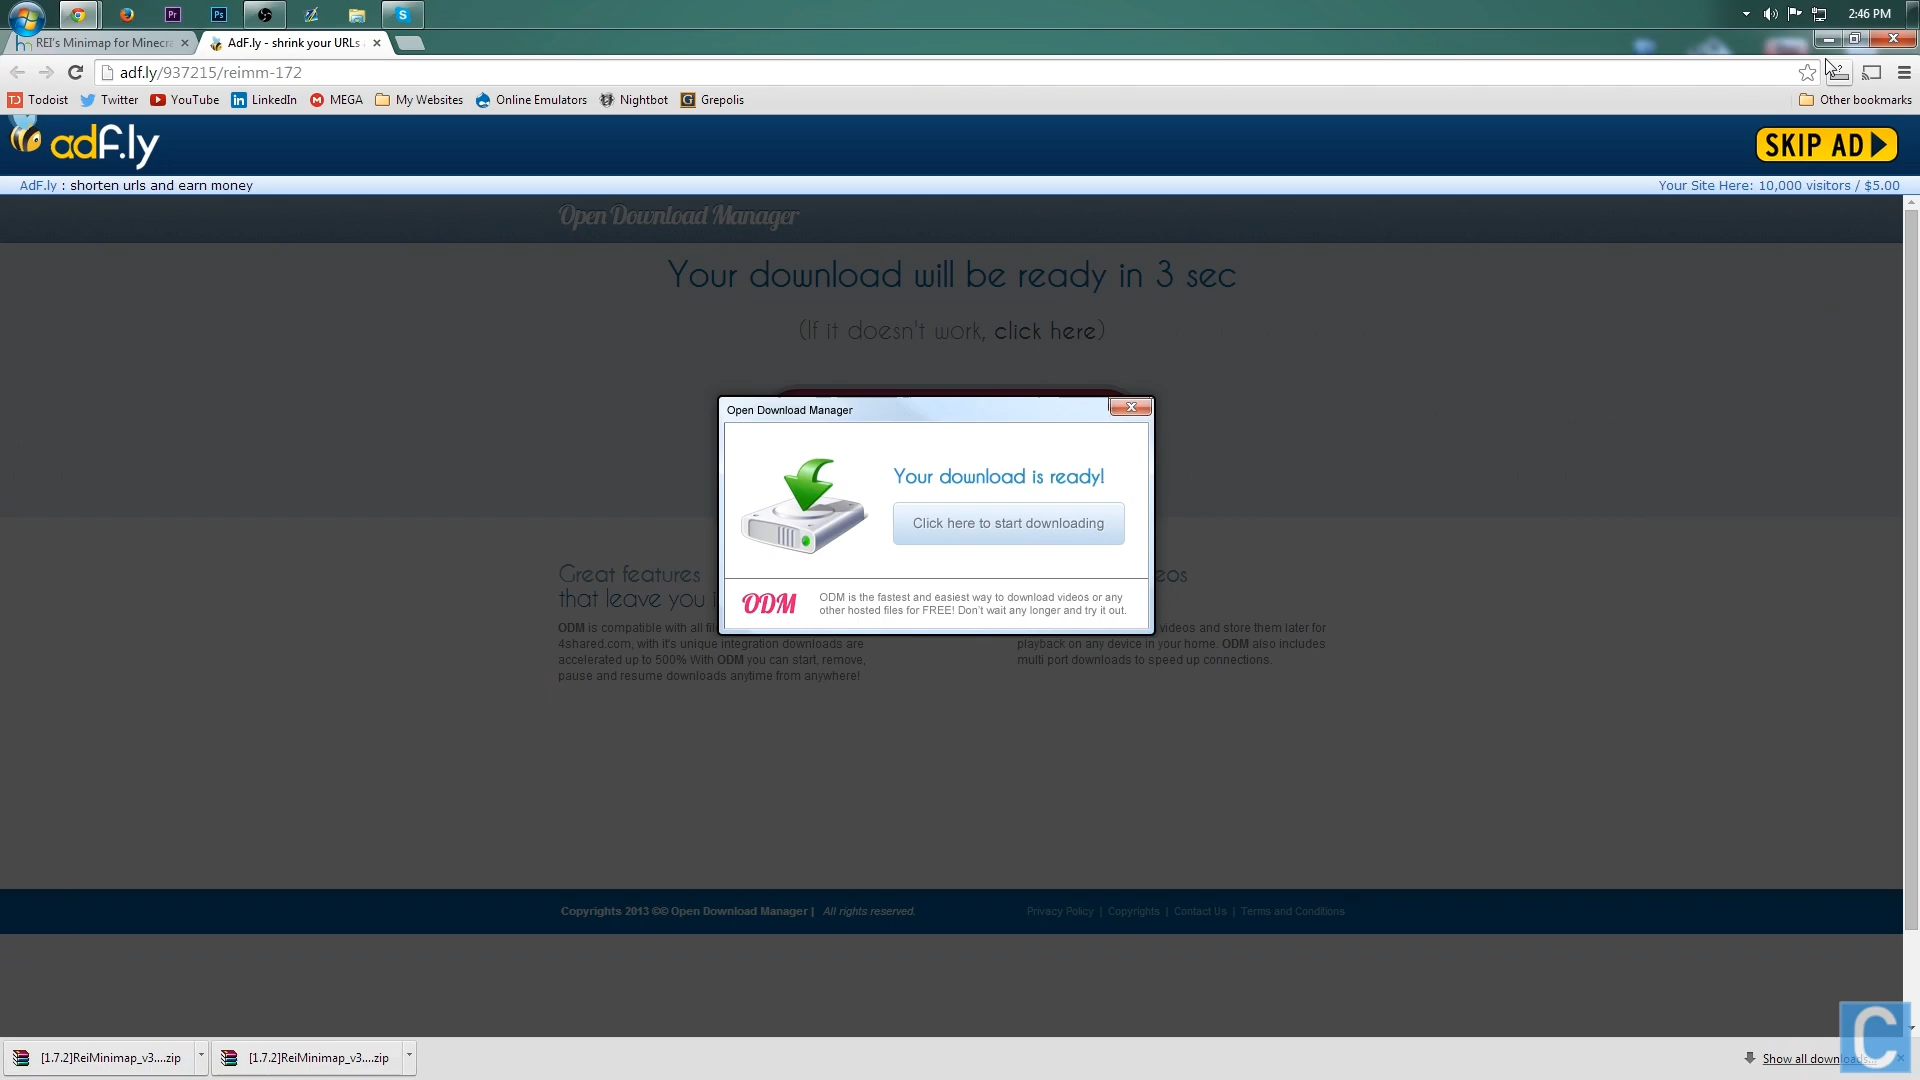 Pr
Ps
S
2:46 PM
REI's Minimap for Minecra
AdF.ly - shrink your URLs
adf.ly/937215/reimm-172
Todoist
Twitter
YouTube
LinkedIn
MEGA
My Websites
Online Emulators
Nightbot
Grepolis
Other bookmarks
adF.ly
SKIP AD
AdF.ly : shorten urls and earn money
Your Site Here: 10,000 visitors / $5.00
Open Download Manager
Your download will be ready in 3 sec
(If it doesn't work, click here)
Open Download Manager
Your download is ready!
Click here to start downloading
ODM
ODM is the fastest and easiest way to download videos or any
other hosted files for FREE! Don't wait any longer and try it out.
Great features
that leave you
ODM is compatible with all
4shared.com, with it's unique integration downloads are
accelerated up to 500% With ODM you can start, remove,
pause and resume downloads anytime from anywhere!
eos
videos and store them later for
playback on any device in your home. ODM also includes
multi port downloads to speed up connections.
Copyrights 2013 ©© Open Download Manager | All rights reserved.
Privacy Policy | Copyrights | Contact Us | Terms and Conditions
[1.7.2]ReiMinimap_v3....zip
[1.7.2]ReiMinimap_v3....zip
Show all downloads...
C